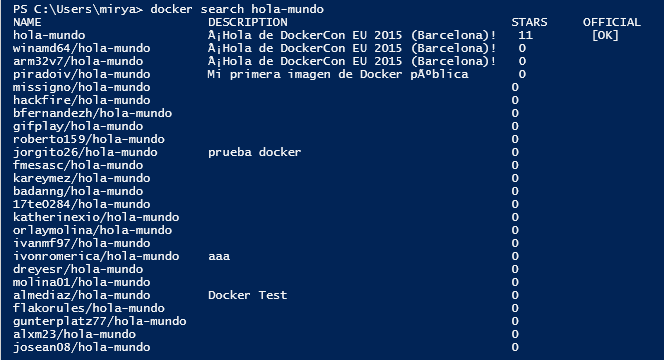 PS C:\Users\mirya> docker search hola-mundo
NAME DESCRIPTION STARS OFFICIAL
hola-mundo Â¡Hola de DockerCon EU 2015 (Barcelona)! 11 [OK]
winamd64/hola-mundo Â¡Hola de DockerCon EU 2015 (Barcelona)! 0
arm32v7/hola-mundo Â¡Hola de DockerCon EU 2015 (Barcelona)! 0
piradoiv/hola-mundo Mi primera imagen de Docker pÃºblica 0
missigno/hola-mundo 0
hackfire/hola-mundo 0
bfernandezh/hola-mundo 0
gifplay/hola-mundo 0
roberto159/hola-mundo 0
jorgito26/hola-mundo prueba docker 0
fmesasc/hola-mundo 0
kareymez/hola-mundo 0
badanng/hola-mundo 0
17te0284/hola-mundo 0
katherinexio/hola-mundo 0
orlaymolina/hola-mundo 0
ivanmf97/hola-mundo 0
ivonromerica/hola-mundo aaa 0
dreyesr/hola-mundo 0
molina01/hola-mundo 0
almediaz/hola-mundo Docker Test 0
flakorules/hola-mundo 0
gunterplatz77/hola-mundo 0
alxm23/hola-mundo 0
josean08/hola-mundo 0